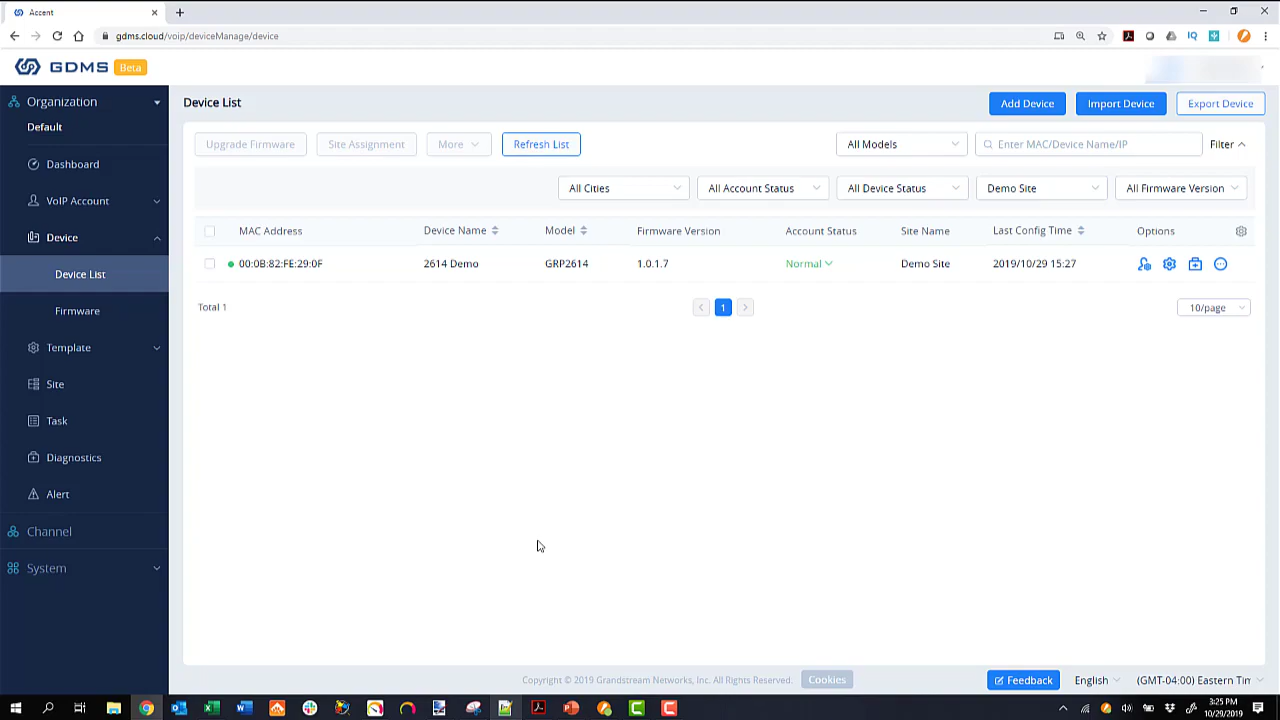 Accent
gdms.cloud/voip/deviceManage/device
IQ
GDMS Beta
Organization
Default
Dashboard
VoIP Account
Device
Device List
Firmware
Template
Site
Task
Diagnostics
Alert
Channel
System
Device List
Add Device
Import Device
Export Device
Upgrade Firmware
Site Assignment
More
Refresh List
All Models
Enter MAC/Device Name/IP
Filter
All Cities
All Account Status
All Device Status
Demo Site
All Firmware Version
MAC Address Device Name Model Firmware Version Account Status Site Name Last Config Time Options
00:0B:82:FE:29:0F 2614 Demo GRP2614 1.0.1.7 Normal Demo Site 2019/10/29 15:27
Total 1
1
10/page
Copyright © 2019 Grandstream Networks, Inc. All Rights Reserved.
Cookies
Feedback
English
(GMT-04:00) Eastern Tim
3:25 PM
10/29/2019